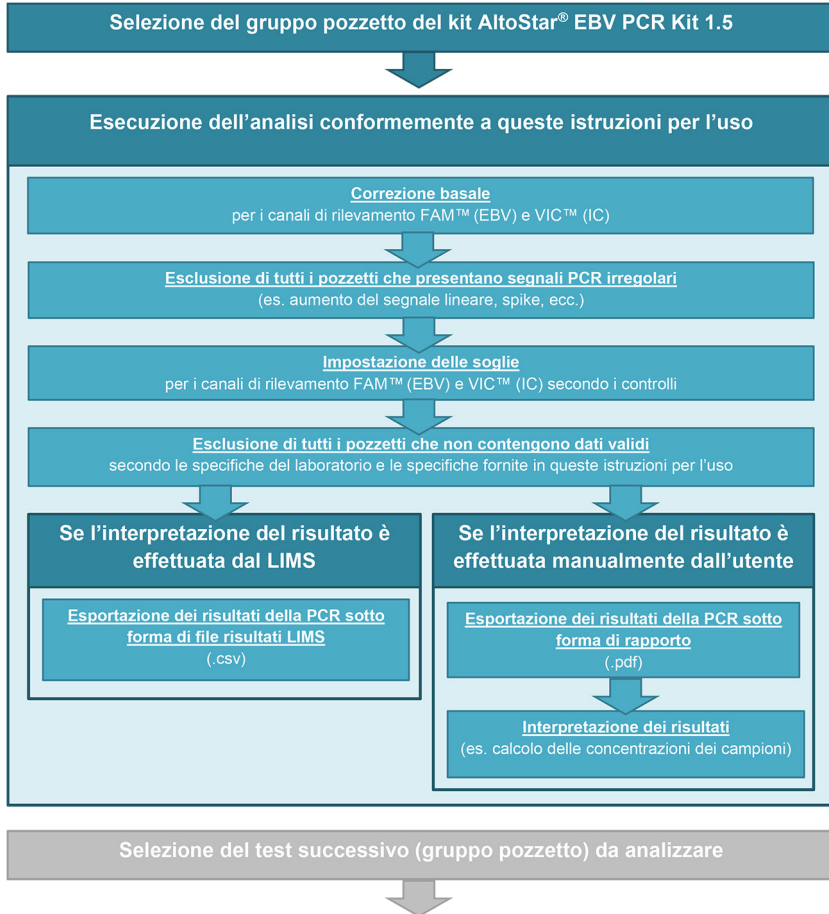 Selezione del gruppo pozzetto del kit AltoStar® EBV PCR Kit 1.5
Esecuzione dell'analisi conformemente a queste istruzioni per l'uso
Correzione basale
per i canali di rilevamento FAM™ (EBV) e VIC™ (IC)
Esclusione di tutti i pozzetti che presentano segnali PCR irregolari
(es. aumento del segnale lineare, spike, ecc.)
Impostazione delle soglie
per i canali di rilevamento FAM™ (EBV) e VIC™ (IC) secondo i controlli
Esclusione di tutti i pozzetti che non contengono dati validi
secondo le specifiche del laboratorio e le specifiche fornite in queste istruzioni per l'uso
Se l'interpretazione del risultato è
effettuata dal LIMS
Esportazione dei risultati della PCR sotto
forma di file risultati LIMS
(.csv)
Se l'interpretazione del risultato è
effettuata manualmente dall'utente
Esportazione dei risultati della PCR sotto
forma di rapporto
(.pdf)
Interpretazione dei risultati
(es. calcolo delle concentrazioni dei campioni)
Selezione del test successivo (gruppo pozzetto) da analizzare